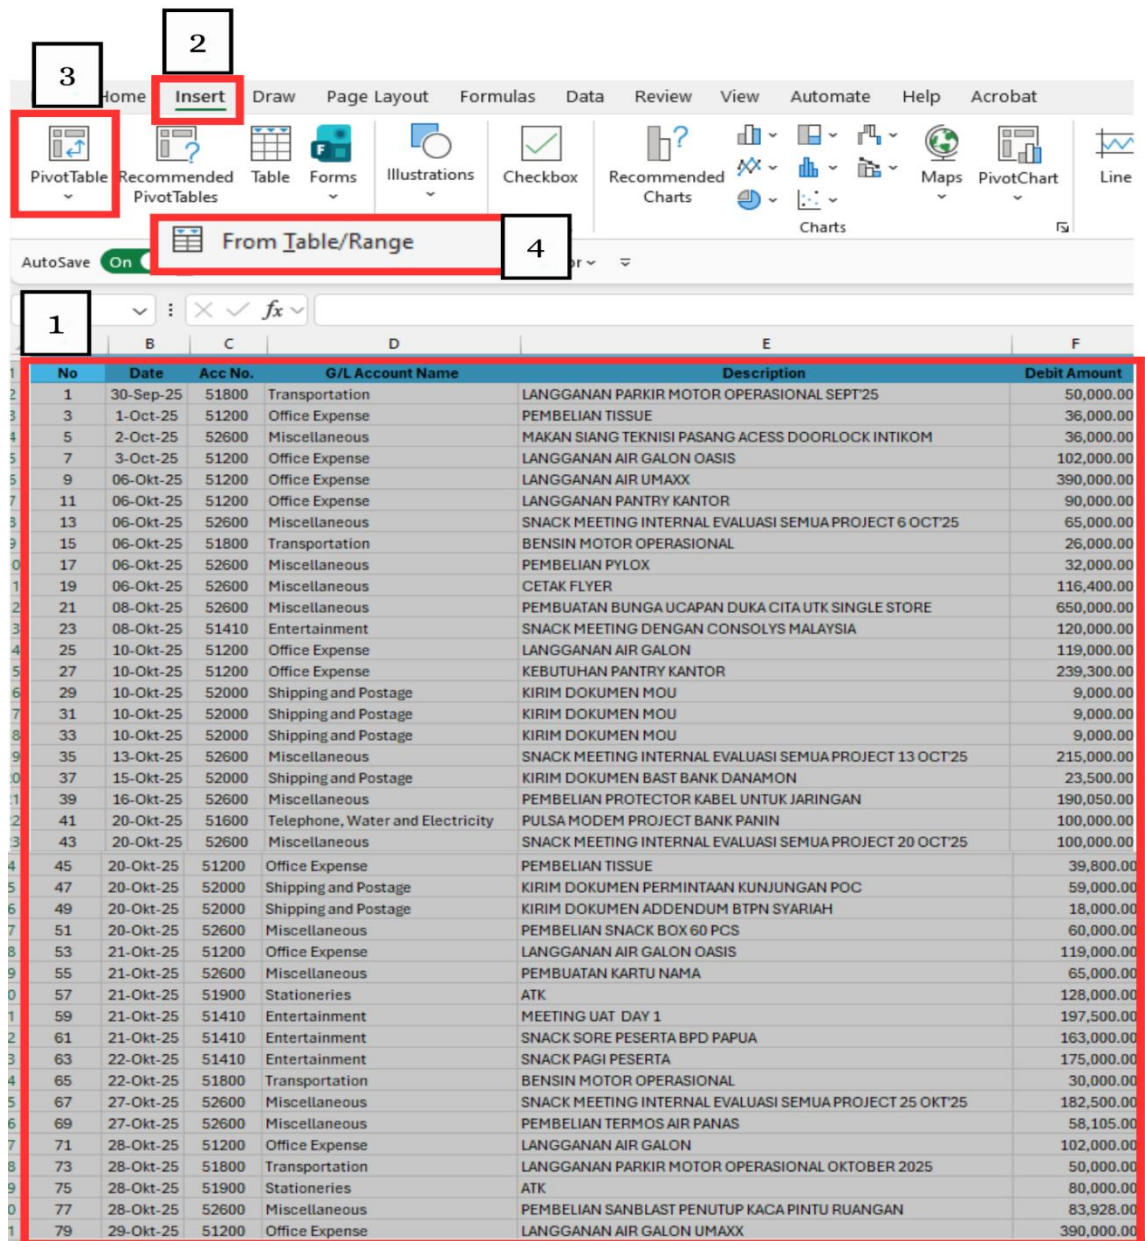 2
3
Home Insert Draw Page Layout Formulas Data Review View Automate Help Acrobat
PivotTable Recommended PivotTables Table Forms Illustrations Checkbox Recommended Charts Maps PivotChart Line
Charts
From Table/Range
4
AutoSave On
1
fx
B C D E F
No Date Acc No. G/L Account Name Description Debit Amount
1 30-Sep-25 51800 Transportation LANGGANAN PARKIR MOTOR OPERASIONAL SEPT'25 50,000.00
3 1-Oct-25 51200 Office Expense PEMBELIAN TISSUE 36,000.00
5 2-Oct-25 52600 Miscellaneous MAKAN SIANG TEKNISI PASANG ACESS DOORLOCK INTIKOM 36,000.00
7 3-Oct-25 51200 Office Expense LANGGANAN AIR GALON OASIS 102,000.00
9 06-Okt-25 51200 Office Expense LANGGANAN AIR UMAXX 390,000.00
11 06-Okt-25 51200 Office Expense LANGGANAN PANTRY KANTOR 90,000.00
13 06-Okt-25 52600 Miscellaneous SNACK MEETING INTERNAL EVALUASI SEMUA PROJECT 6 OCT'25 65,000.00
15 06-Okt-25 51800 Transportation BENSIN MOTOR OPERASIONAL 26,000.00
17 06-Okt-25 52600 Miscellaneous PEMBELIAN PYLOX 32,000.00
19 06-Okt-25 52600 Miscellaneous CETAK FLYER 116,400.00
21 08-Okt-25 52600 Miscellaneous PEMBUATAN BUNGA UCAPAN DUKA CITA UTK SINGLE STORE 650,000.00
23 08-Okt-25 51410 Entertainment SNACK MEETING DENGAN CONSOLYS MALAYSIA 120,000.00
25 10-Okt-25 51200 Office Expense LANGGANAN AIR GALON 119,000.00
27 10-Okt-25 51200 Office Expense KEBUTUHAN PANTRY KANTOR 239,300.00
29 10-Okt-25 52000 Shipping and Postage KIRIM DOKUMEN MOU 9,000.00
31 10-Okt-25 52000 Shipping and Postage KIRIM DOKUMEN MOU 9,000.00
33 10-Okt-25 52000 Shipping and Postage KIRIM DOKUMEN MOU 9,000.00
35 13-Okt-25 52600 Miscellaneous SNACK MEETING INTERNAL EVALUASI SEMUA PROJECT 13 OCT'25 215,000.00
37 15-Okt-25 52000 Shipping and Postage KIRIM DOKUMEN BAST BANK DANAMON 23,500.00
39 16-Okt-25 52600 Miscellaneous PEMBELIAN PROTECTOR KABEL UNTUK JARINGAN 190,050.00
41 20-Okt-25 51600 Telephone, Water and Electricity PULSA MODEM PROJECT BANK PANIN 100,000.00
43 20-Okt-25 52600 Miscellaneous SNACK MEETING INTERNAL EVALUASI SEMUA PROJECT 20 OCT'25 100,000.00
45 20-Okt-25 51200 Office Expense PEMBELIAN TISSUE 39,800.00
47 20-Okt-25 52000 Shipping and Postage KIRIM DOKUMEN PERMINTAAN KUNJUNGAN POC 59,000.00
49 20-Okt-25 52000 Shipping and Postage KIRIM DOKUMEN ADDENDUM BTPN SYARIAH 18,000.00
51 20-Okt-25 52600 Miscellaneous PEMBELIAN SNACK BOX 60 PCS 60,000.00
53 21-Okt-25 51200 Office Expense LANGGANAN AIR GALON OASIS 119,000.00
55 21-Okt-25 52600 Miscellaneous PEMBUATAN KARTU NAMA 65,000.00
57 21-Okt-25 51900 Stationeries ATK 128,000.00
59 21-Okt-25 51410 Entertainment MEETING UAT DAY 1 197,500.00
61 21-Okt-25 51410 Entertainment SNACK SORE PESERTA BPD PAPUA 163,000.00
63 22-Okt-25 51410 Entertainment SNACK PAGI PESERTA 175,000.00
65 22-Okt-25 51800 Transportation BENSIN MOTOR OPERASIONAL 30,000.00
67 27-Okt-25 52600 Miscellaneous SNACK MEETING INTERNAL EVALUASI SEMUA PROJECT 25 OKT'25 182,500.00
69 27-Okt-25 52600 Miscellaneous PEMBELIAN TERMOS AIR PANAS 58,105.00
71 28-Okt-25 51200 Office Expense LANGGANAN AIR GALON 102,000.00
73 28-Okt-25 51800 Transportation LANGGANAN PARKIR MOTOR OPERASIONAL OKTOBER 2025 50,000.00
75 28-Okt-25 51900 Stationeries ATK 80,000.00
77 28-Okt-25 52600 Miscellaneous PEMBELIAN SANBLAST PENUTUP KACA PINTU RUANGAN 83,928.00
79 29-Okt-25 51200 Office Expense LANGGANAN AIR GALON UMAXX 390,000.00